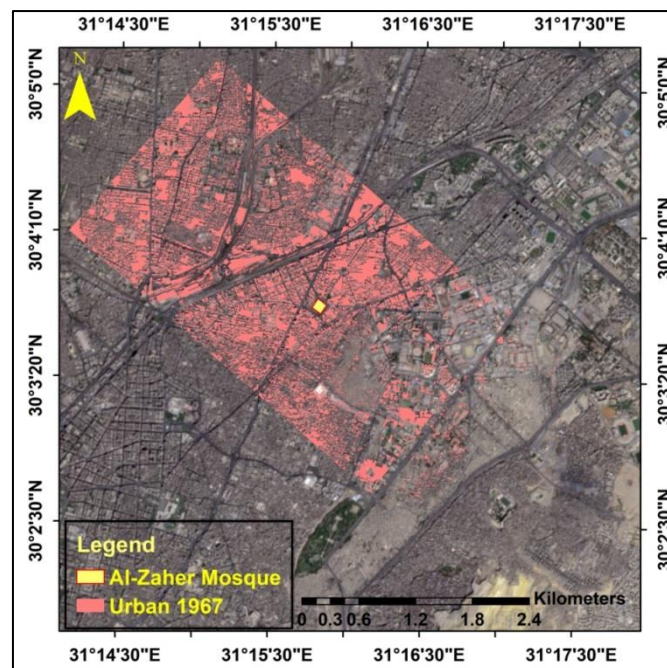 31°14'30"E 31°15'30"E 31°16'30"E 31°17'30"E
N
30°5'0"N 30°5'0"N
30°4'10"N 30°4'10"N
30°3'20"N 30°3'20"N
30°2'30"N 30°2'30"N
Legend
Al-Zaher Mosque
Urban 1967
Kilometers
0 0.3 0.6 1.2 1.8 2.4
31°14'30"E 31°15'30"E 31°16'30"E 31°17'30"E